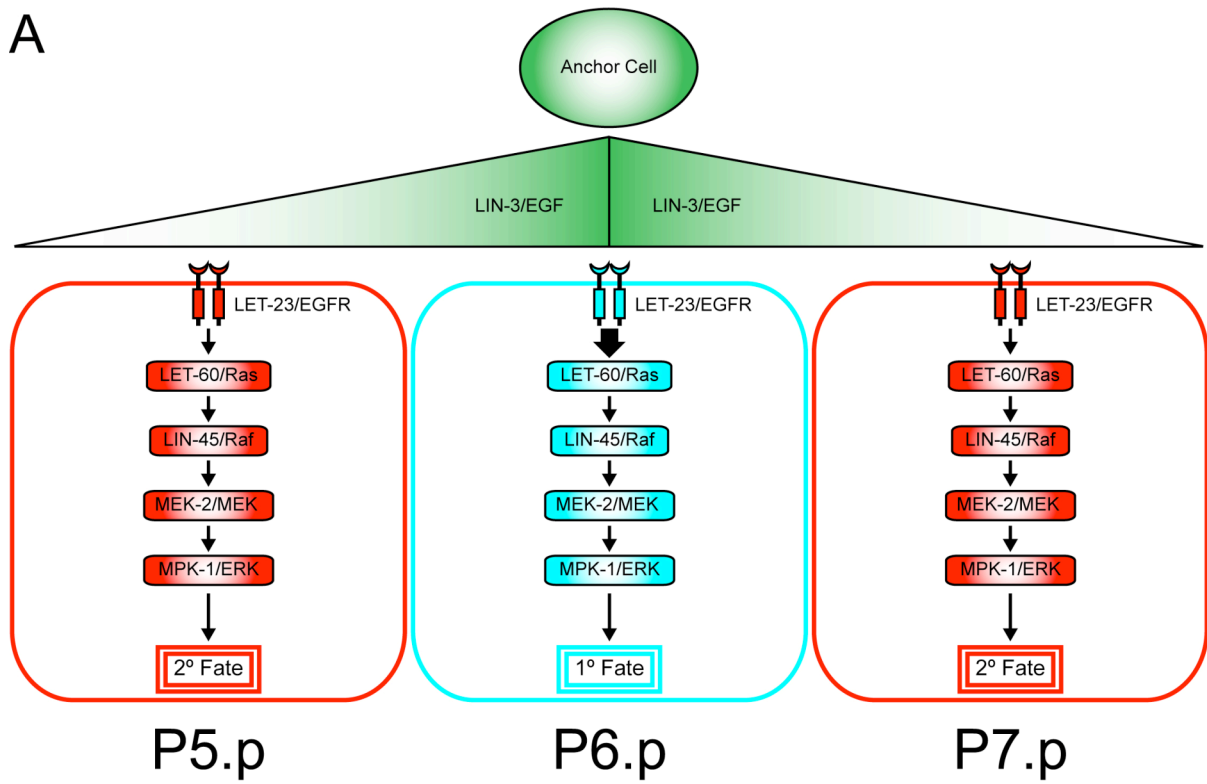 A
Anchor Cell
LIN-3/EGF LIN-3/EGF
LET-23/EGFR LET-23/EGFR LET-23/EGFR
LET-60/Ras LET-60/Ras LET-60/Ras
LIN-45/Raf LIN-45/Raf LIN-45/Raf
MEK-2/MEK MEK-2/MEK MEK-2/MEK
MPK-1/ERK MPK-1/ERK MPK-1/ERK
2º Fate 1º Fate 2º Fate
P5.p P6.p P7.p